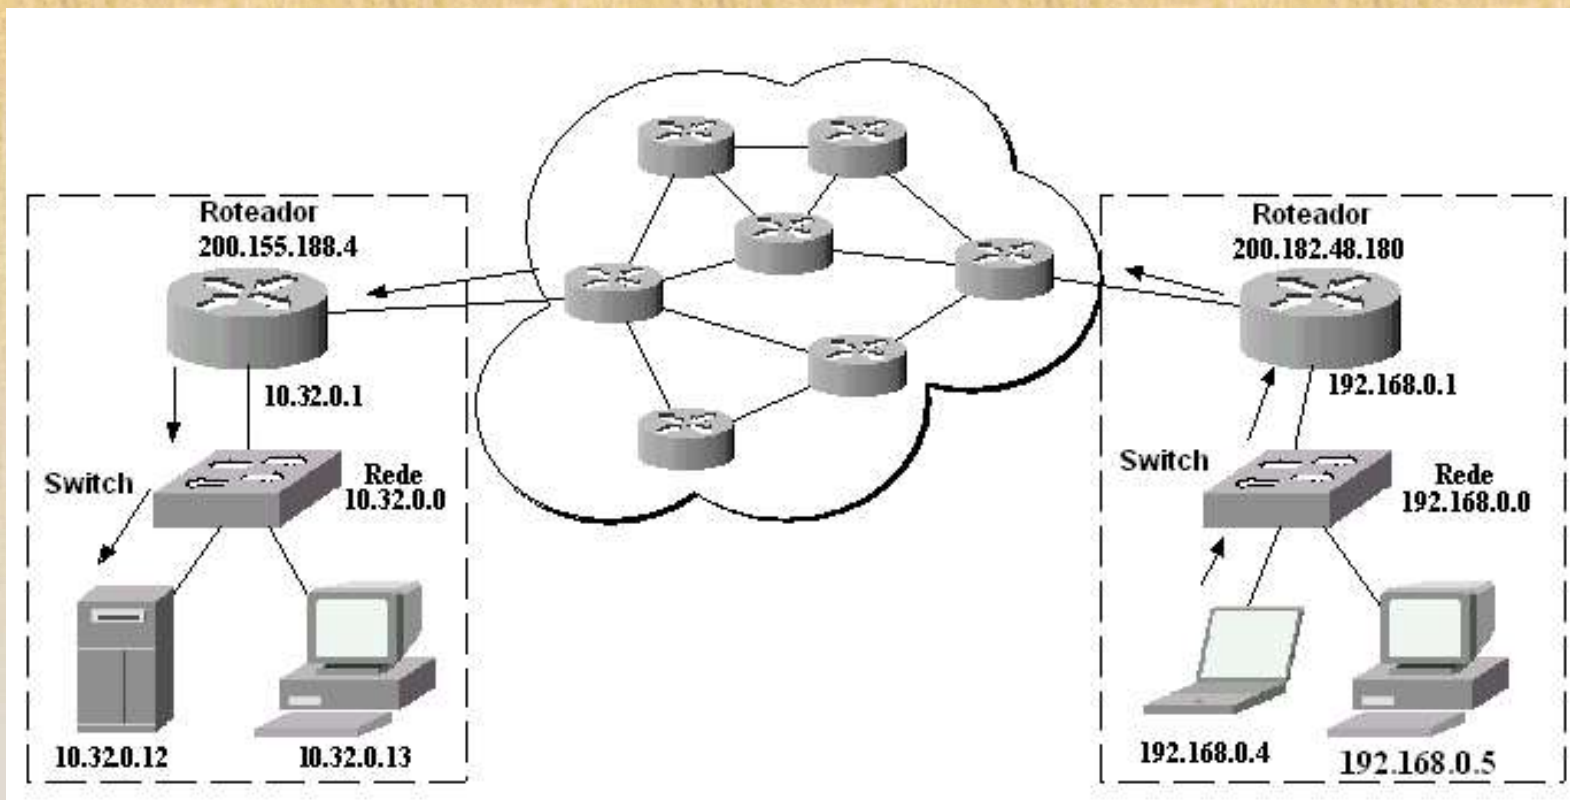 Roteador
200.155.188.4
10.32.0.1
Switch
Rede
10.32.0.0
10.32.0.12
10.32.0.13
Roteador
200.182.48.180
192.168.0.1
Switch
Rede
192.168.0.0
192.168.0.4
192.168.0.5